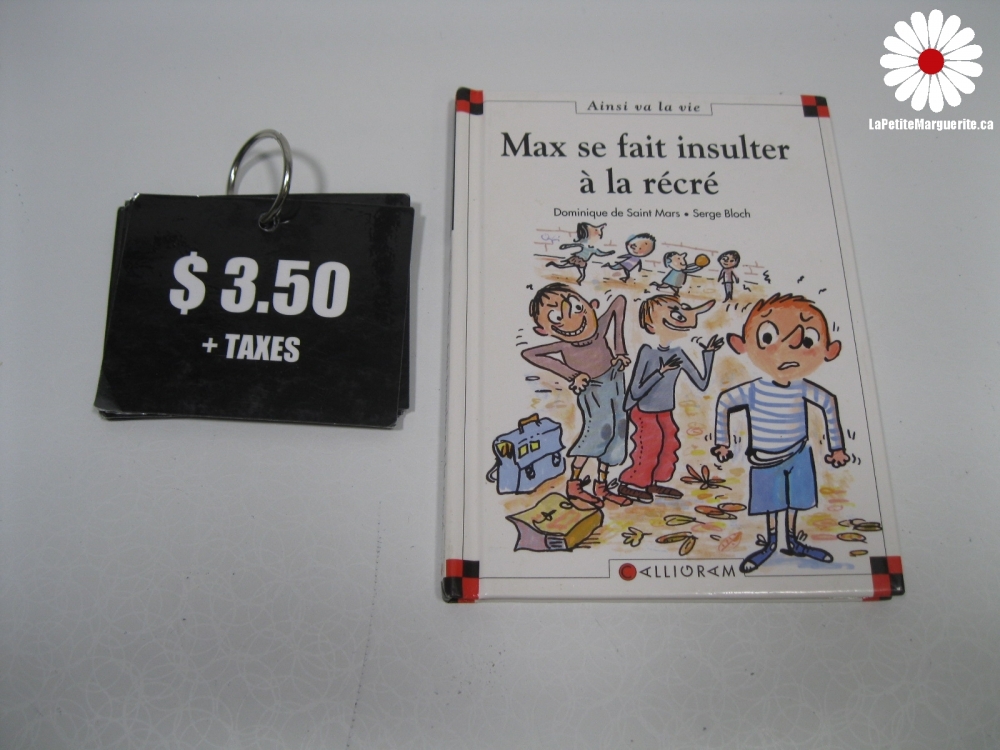 LaPetiteMarguerite.ca
$ 3.50
+ TAXES
Ainsi va la vie
Max se fait insulter
à la récré
Dominique de Saint Mars • Serge Bloch
CALLIGRAM